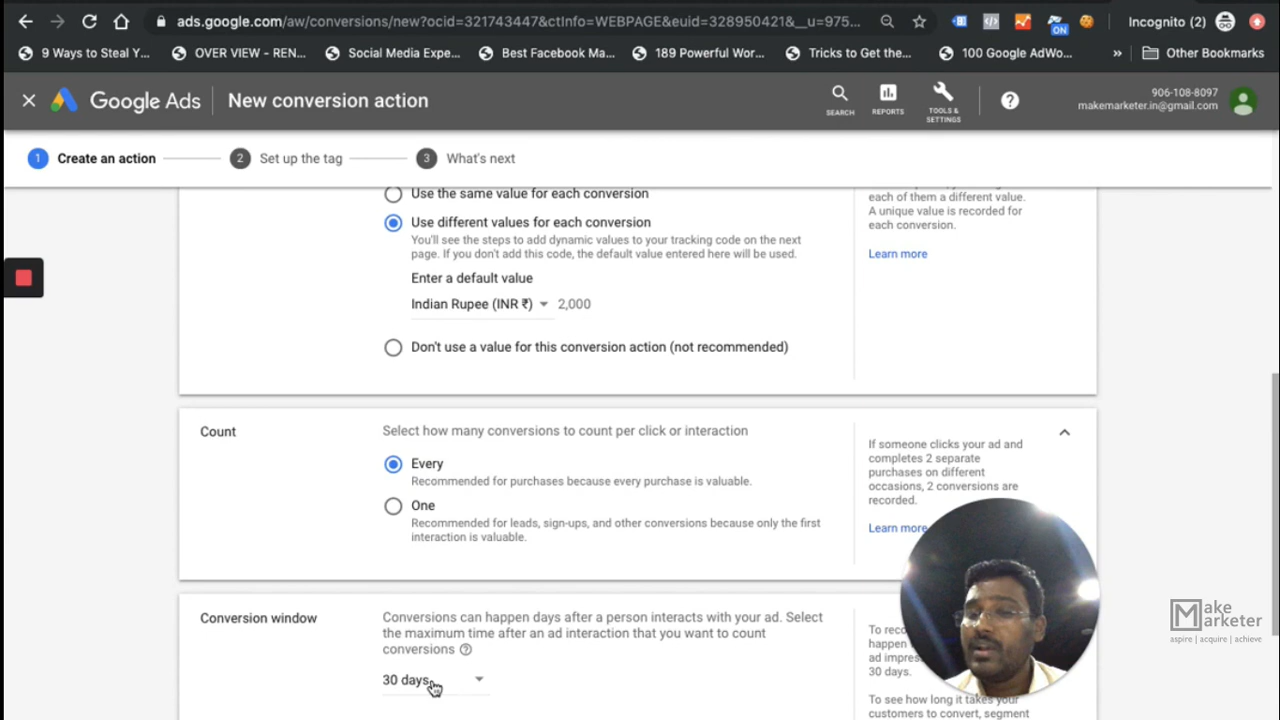 ads.google.com/aw/conversions/new?ocid=321743447&ctInfo=WEBPAGE&euid=328950421&__u=975...
Incognito (2)
ON
9 Ways to Steal Y...
OVER VIEW – REN...
Social Media Expe...
Best Facebook Ma...
189 Powerful Wor...
Tricks to Get the...
100 Google AdWo...
»
Other Bookmarks
Google Ads
New conversion action
SEARCH
REPORTS
TOOLS & SETTINGS
906-108-8097
makemarketer.in@gmail.com
1 Create an action
2 Set up the tag
3 What's next
Use the same value for each conversion
Use different values for each conversion
You'll see the steps to add dynamic values to your tracking code on the next
page. If you don't add this code, the default value entered here will be used.
Enter a default value
Indian Rupee (INR ₹) 2,000
Don't use a value for this conversion action (not recommended)
each of them a different value.
A unique value is recorded for
each conversion.
Learn more
Count
Select how many conversions to count per click or interaction
Every
Recommended for purchases because every purchase is valuable.
One
Recommended for leads, sign-ups, and other conversions because only the first
interaction is valuable.
If someone clicks your ad and
completes 2 separate
purchases on different
occasions, 2 conversions are
recorded.
Learn more
Conversion window
Conversions can happen days after a person interacts with your ad. Select
the maximum time after an ad interaction that you want to count
conversions
30 days
To reco
happen
ad impres
30 days.
To see how long it takes your
customers to convert, segment
Make
Marketer
aspire | acquire | achieve